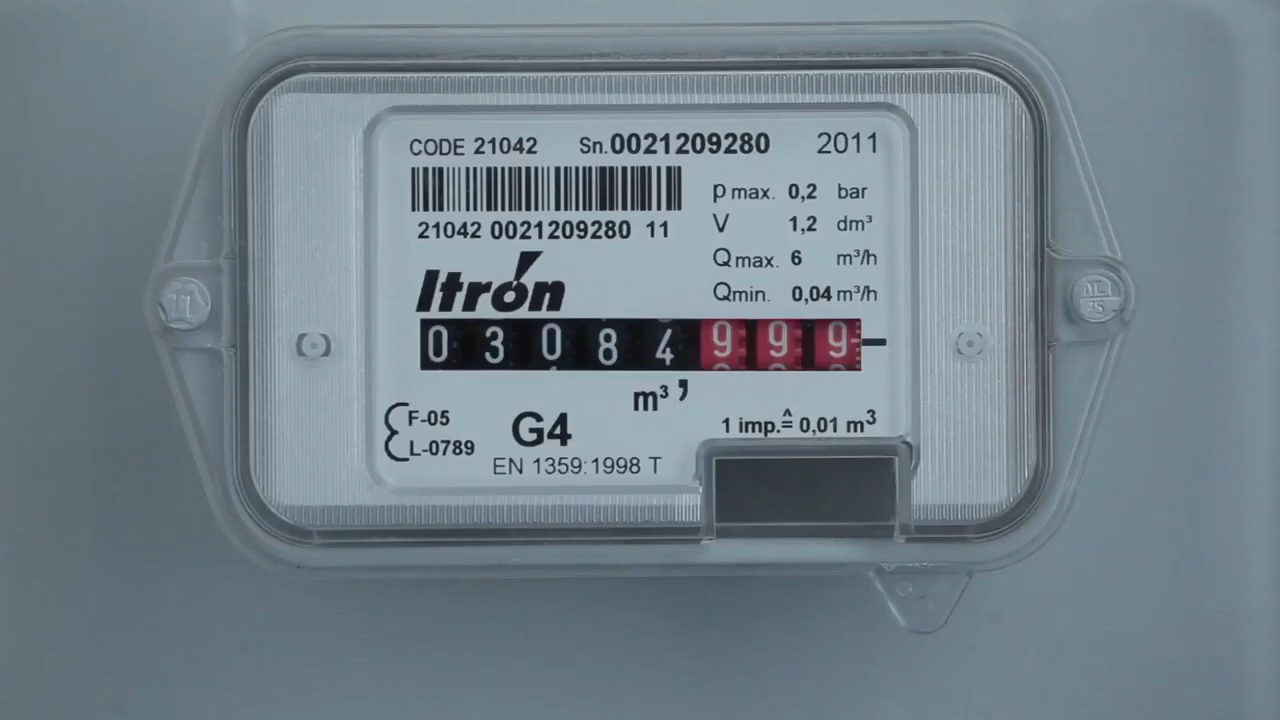 CODE 21042 Sn.0021209280 2011
21042 0021209280 11
p max. 0,2 bar
V 1,2 dm³
Q max. 6 m³/h
Qmin. 0,04 m³/h
Itron
03084999
m³ ,
F-05
L-0789
G4
1 imp.≙ 0,01 m³
EN 1359:1998 T